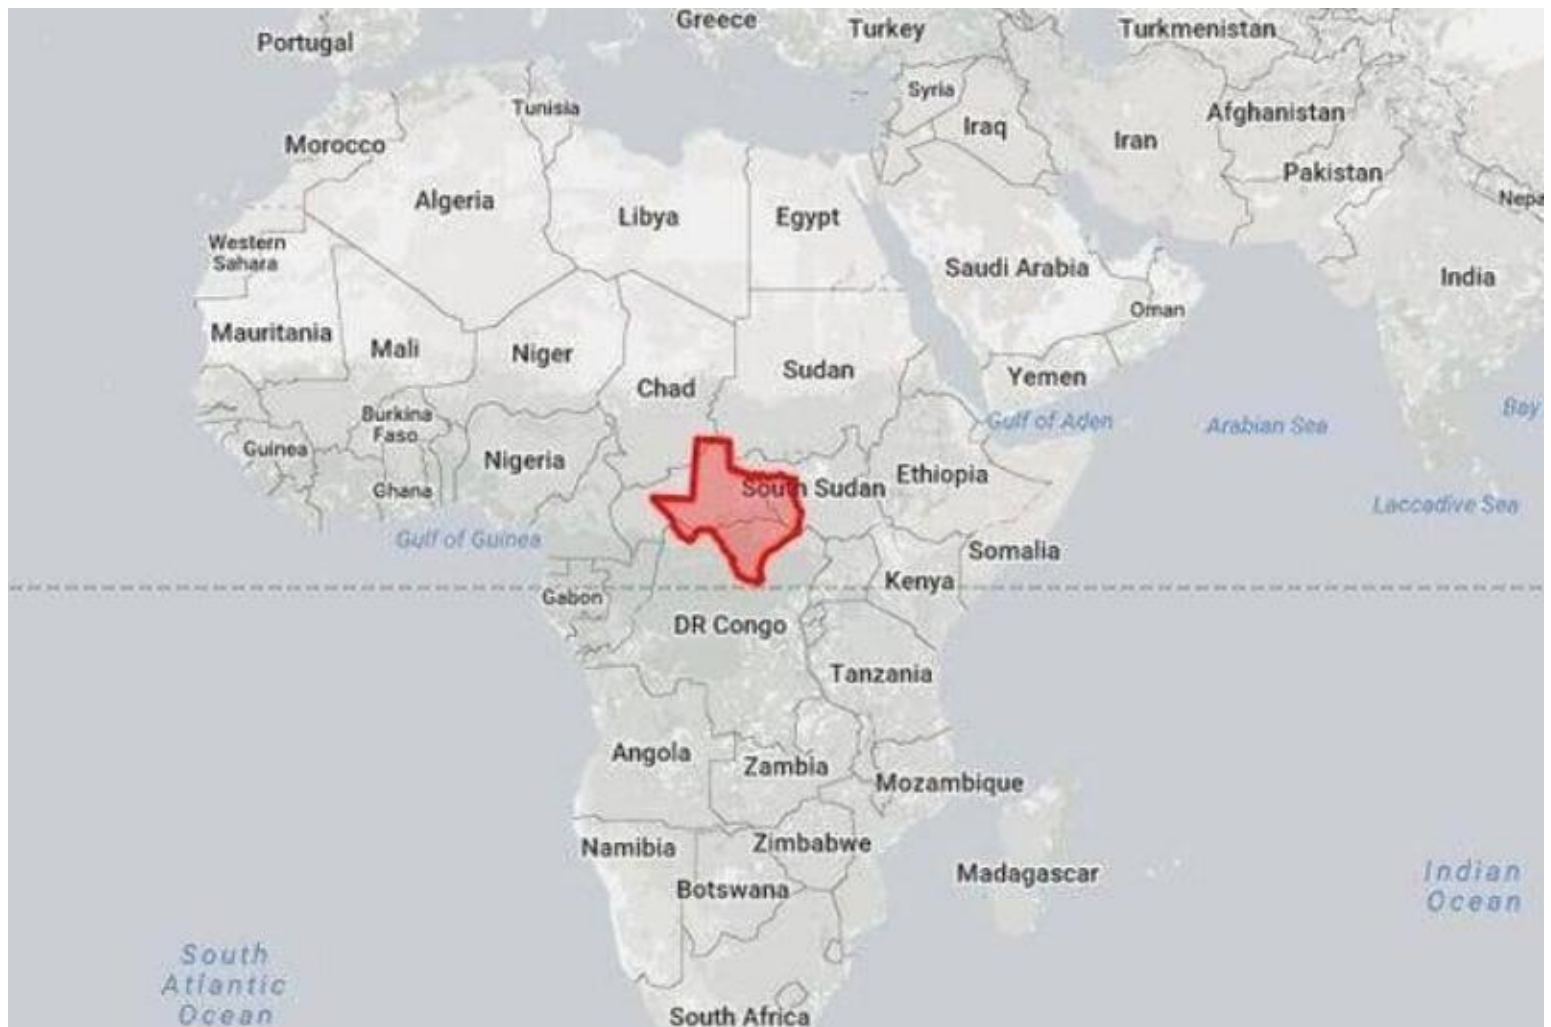 Greece
Turkey
Turkmenistan
Portugal
Syria
Tunisia
Afghanistan
Iraq
Iran
Morocco
Pakistan
Algeria
Nepa
Libya
Egypt
Western
Sahara
Saudi Arabia
India
Oman
Mauritania
Mali
Niger
Sudan
Yemen
Chad
Burkina
Faso
Gulf of Aden
Arabian Sea
Bay
Guinea
Nigeria
Ethiopia
Ghana
South Sudan
Laccadive Sea
Gulf of Guinea
Somalia
Kenya
Gabon
DR Congo
Tanzania
Angola
Zambia
Mozambique
Zimbabwe
Namibia
Botswana
Madagascar
Indian
Ocean
South
Atlantic
Ocean
South Africa